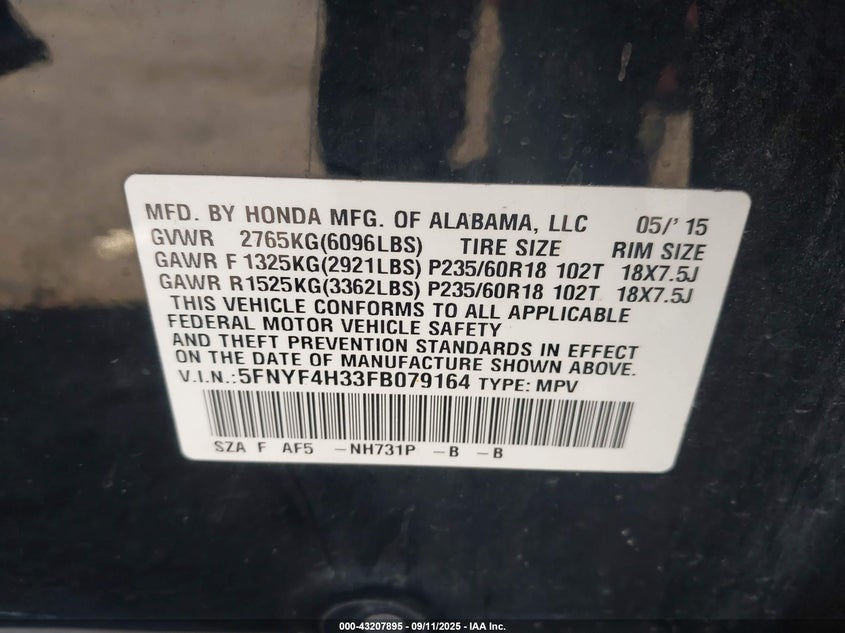 MFD. BY HONDA MFG. OF ALABAMA, LLC 05/' 15
GVWR 2765KG(6096LBS) TIRE SIZE RIM SIZE
GAWR F 1325KG(2921LBS) P235/60R18 102T 18X7.5J
GAWR R1525KG(3362LBS) P235/60R18 102T 18X7.5J
THIS VEHICLE CONFORMS TO ALL APPLICABLE
FEDERAL MOTOR VEHICLE SAFETY
AND THEFT PREVENTION STANDARDS IN EFFECT
ON THE DATE OF MANUFACTURE SHOWN ABOVE.
V.I.N.:5FNYF4H33FB079164 TYPE: MPV
SZA F AF5 -NH731P -B -B
000-43207895 - 09/11/2025 - IAA Inc.